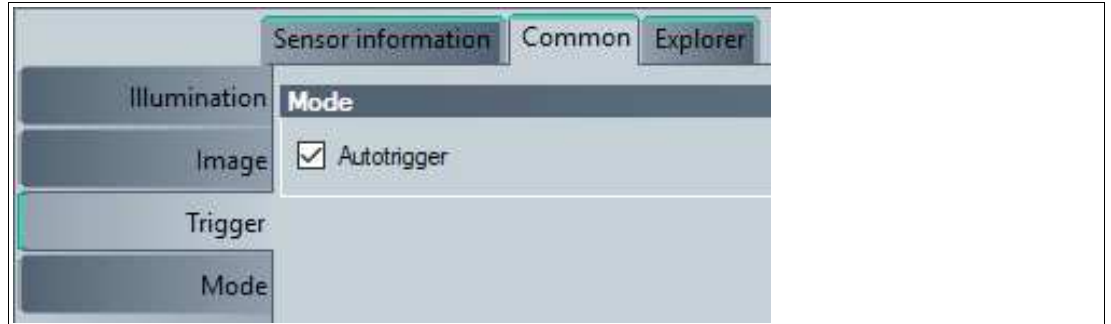 Sensor information Common Explorer
Illumination
Mode
Image
Autotrigger
Trigger
Mode